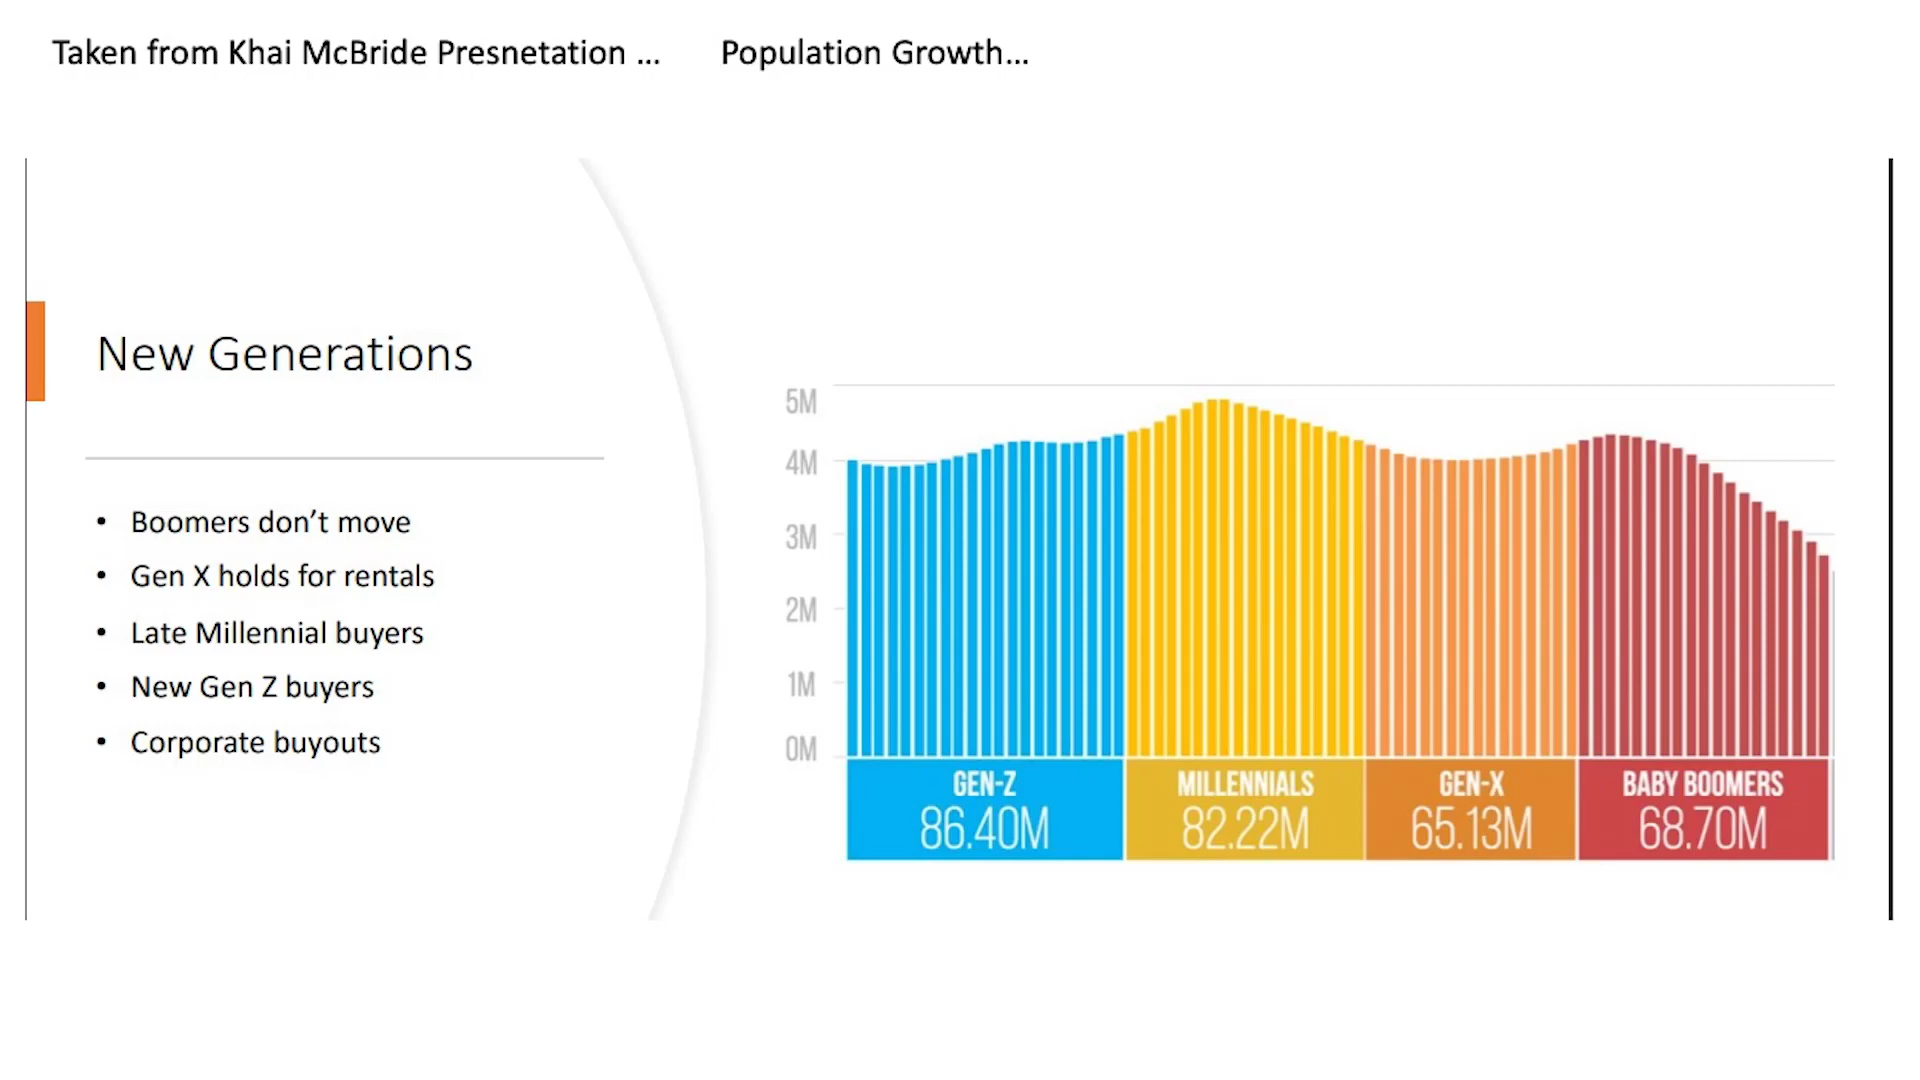 Taken from Khai McBride Presnetation ... Population Growth...
New Generations
• Boomers don’t move
• Gen X holds for rentals
• Late Millennial buyers
• New Gen Z buyers
• Corporate buyouts
5M
4M
3M
2M
1M
0M
GEN-Z
86.40M
MILLENNIALS
82.22M
GEN-X
65.13M
BABY BOOMERS
68.70M